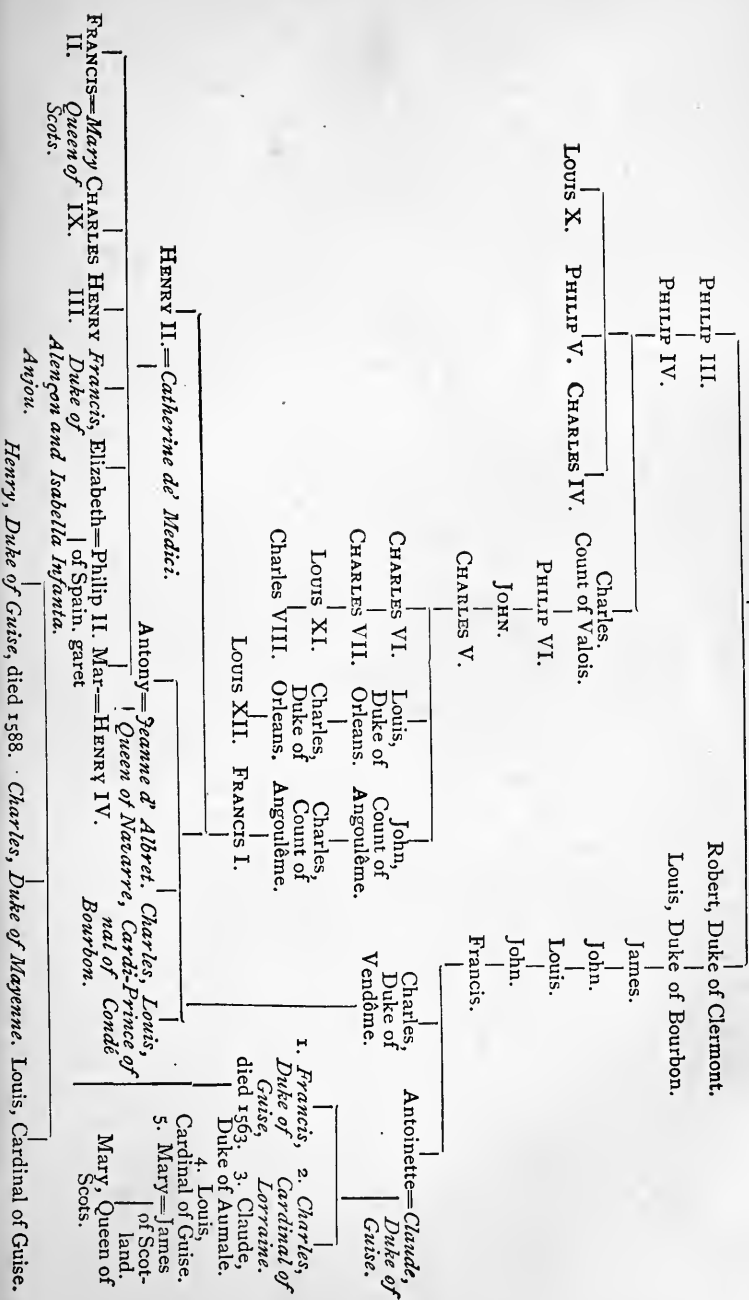 PHILIP III.
Robert, Duke of Clermont.
PHILIP IV.
Louis, Duke of Bourbon.
Louis X. PHILIP V. CHARLES IV.
Charles. Count of Valois.
James.
PHILIP VI.
John.
JOHN.
Louis.
CHARLES V.
John.
Francis.
CHARLES VI.
Louis, Duke of Orleans.
John, Count of Angoulême.
Charles, Duke of Vendôme.
Antoinette=Claude, Duke of Guise.
CHARLES VII.
Louis XI.
Charles, Duke of Orleans.
Charles, Count of Angoulême.
Charles VIII.
Louis XII.
FRANCIS I.
1. Francis, Duke of Guise, died 1563.
2. Charles, Cardinal of Lorraine.
3. Claude, Duke of Aumale.
4. Louis, Cardinal of Guise.
5. Mary=James of Scot-
land.
Mary, Queen of Scots.
HENRY II.=Catherine de' Medici.
Antony=Jeanne d' Albret.
Queen of Navarre,
Charles, Cardi-
nal of Bourbon.
Louis, Prince of Condé
FRANCIS II.=Mary Queen of Scots.
CHARLES IX.
HENRY III.
Francis, Duke of Alençon and Anjou.
Elizabeth=Philip II. of Spain.
Isabella Infanta.
Mar-
garet=HENRY IV.
Henry, Duke of Guise, died 1588. Charles, Duke of Mayenne. Louis, Cardinal of Guise.